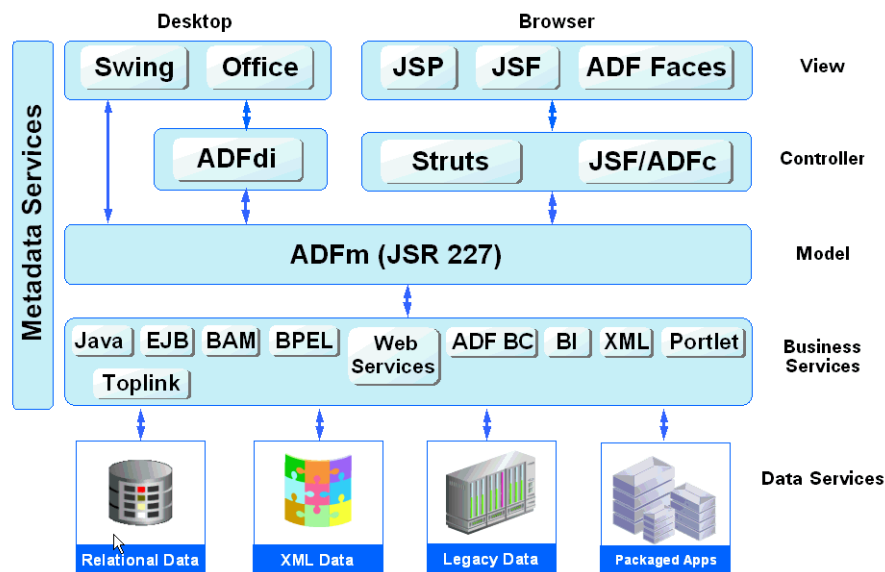 Desktop
Browser
Metadata Services
Swing
Office
JSP
JSF
ADF Faces
View
ADFdi
Struts
JSF/ADFc
Controller
ADFm (JSR 227)
Model
Java
EJB
BAM
BPEL
Web
Services
ADF BC
BI
XML
Portlet
Toplink
Business
Services
Data Services
Relational Data
XML Data
Legacy Data
Packaged Apps